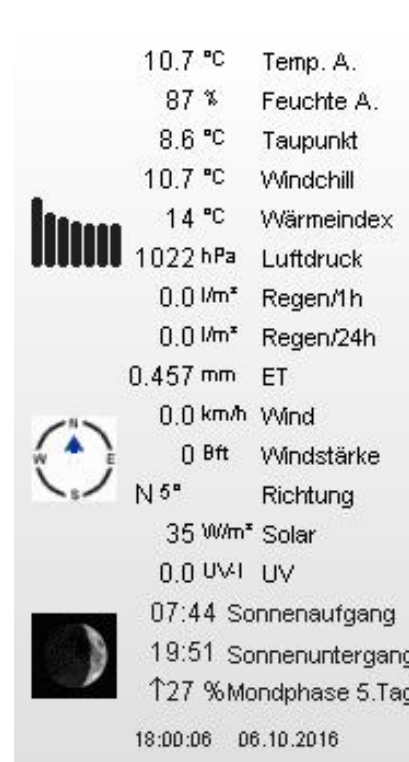 10.7 °C Temp. A.
87 % Feuchte A.
8.6 °C Taupunkt
10.7 °C Windchill
14 °C Wärmeindex
1022 hPa Luftdruck
0.0 l/m² Regen/1h
0.0 l/m² Regen/24h
0.457 mm ET
0.0 km/h Wind
N
W E
S
0 Bft Windstärke
N 5° Richtung
35 W/m² Solar
0.0 UV-I UV
07:44 Sonnenaufgang
19:51 Sonnenuntergang
↑27 %Mondphase 5.Tag
18:00:06 06.10.2016